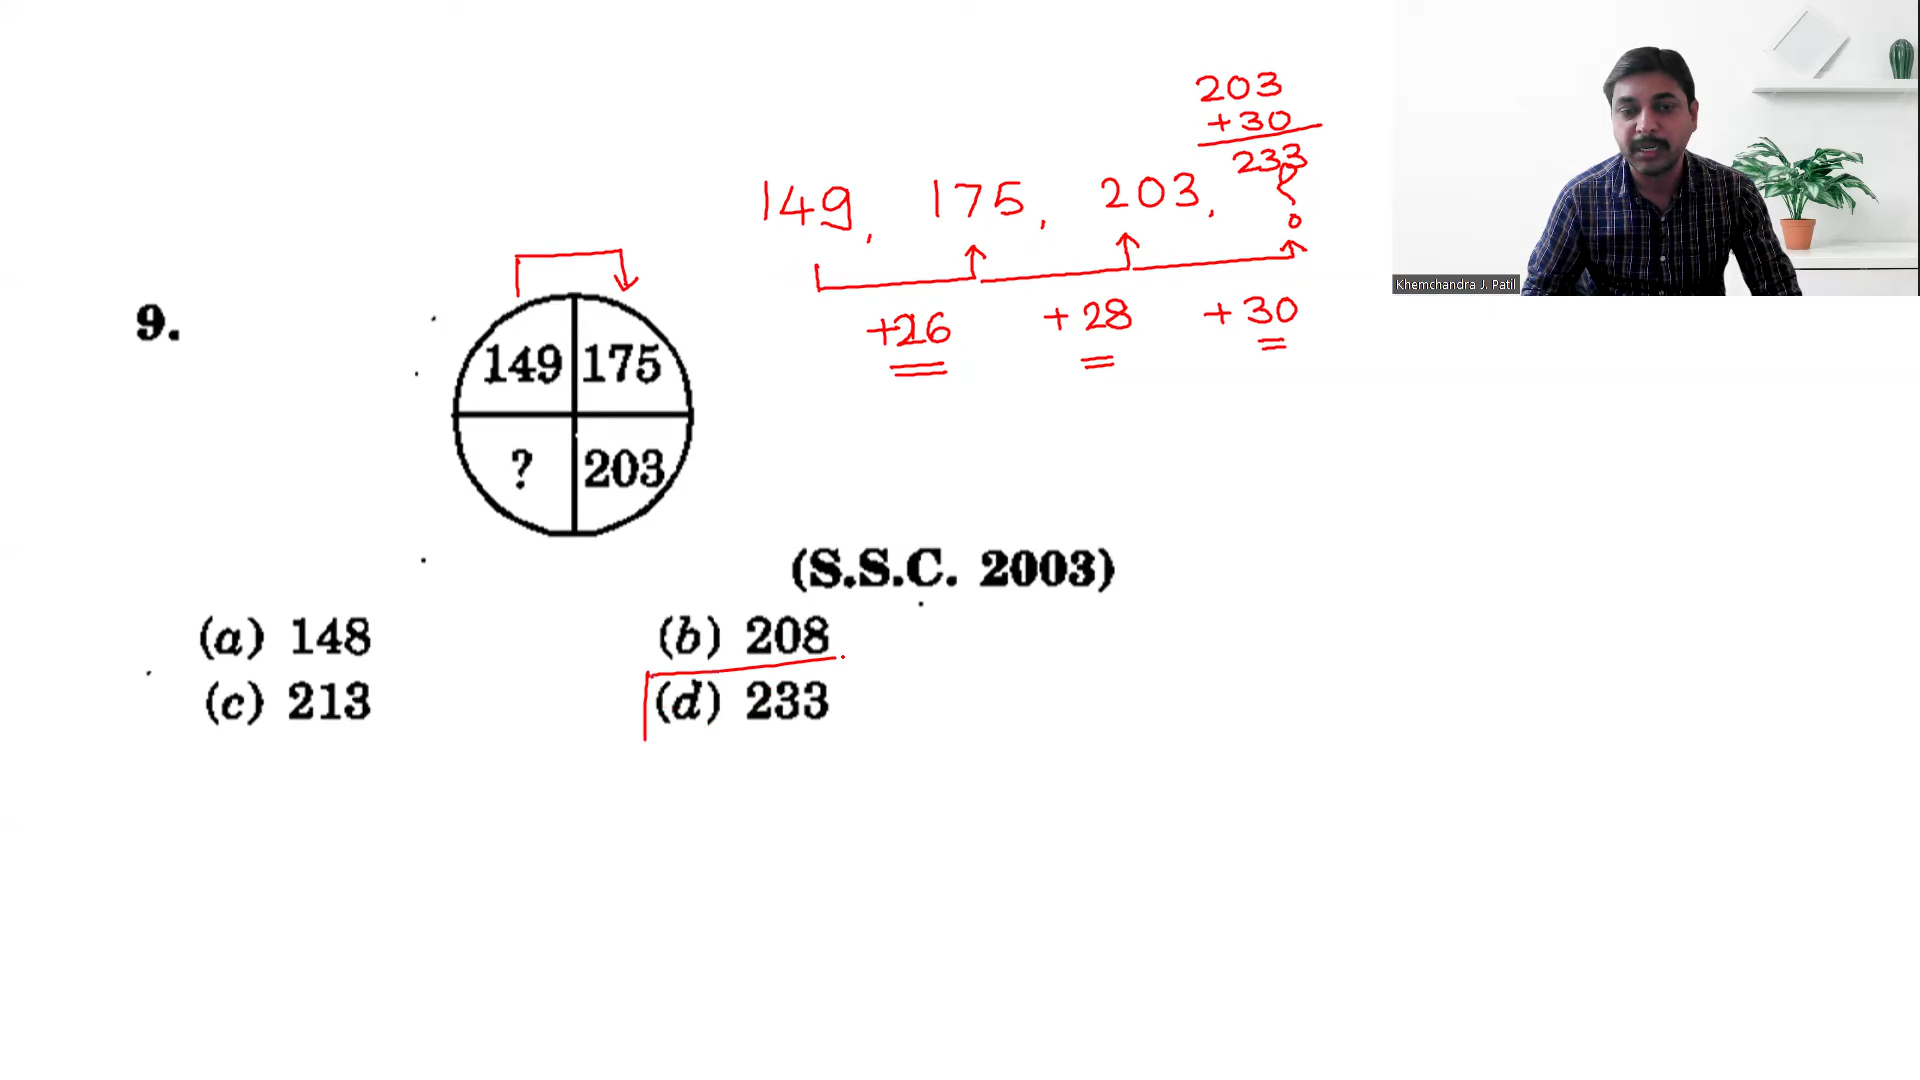 203
+30
233
149, 175, 203, ?
+26 +28 +30
Khemchandra J. Patil
9.
149 175
? 203
(S.S.C. 2003)
(a) 148 (b) 208
(c) 213 (d) 233